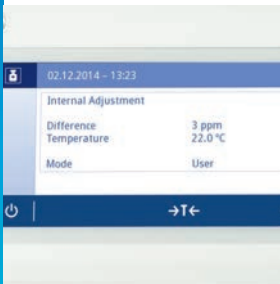 02.12.2014 – 13:23
Internal Adjustment
Difference 3 ppm
Temperature 22.0 °C
Mode User
→T←